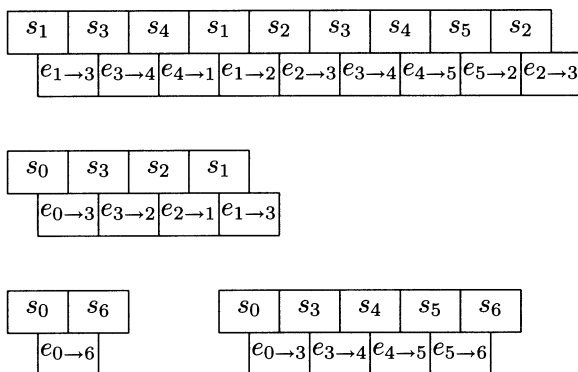 s₁ s₃ s₄ s₁ s₂ s₃ s₄ s₅ s₂
e₁→₃ e₃→₄ e₄→₁ e₁→₂ e₂→₃ e₃→₄ e₄→₅ e₅→₂ e₂→₃
s₀ s₃ s₂ s₁
e₀→₃ e₃→₂ e₂→₁ e₁→₃
s₀ s₆ s₀ s₃ s₄ s₅ s₆
e₀→₆ e₀→₃ e₃→₄ e₄→₅ e₅→₆